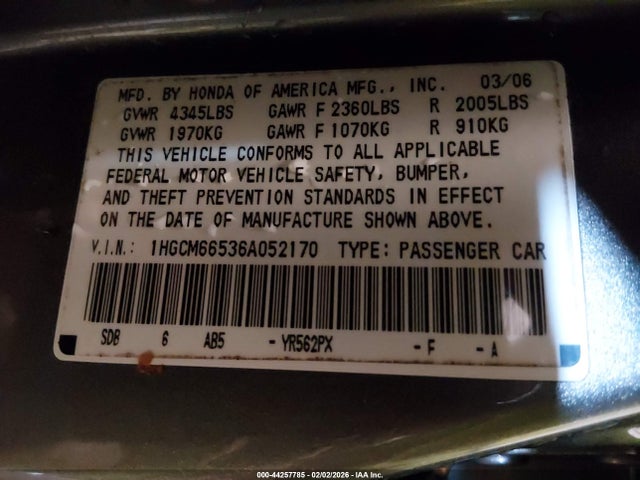 MFD. BY HONDA OF AMERICA MFG., INC. 03/06
GVWR 4345LBS GAWR F 2360LBS R 2005LBS
GVWR 1970KG GAWR F 1070KG R 910KG
THIS VEHICLE CONFORMS TO ALL APPLICABLE
FEDERAL MOTOR VEHICLE SAFETY, BUMPER,
AND THEFT PREVENTION STANDARDS IN EFFECT
ON THE DATE OF MANUFACTURE SHOWN ABOVE.
V.I.N.: 1HGCM66536A052170 TYPE: PASSENGER CAR
SDB 6 AB5 - YR562PX - F - A
000-44257785 - 02/02/2026 - IAA Inc.